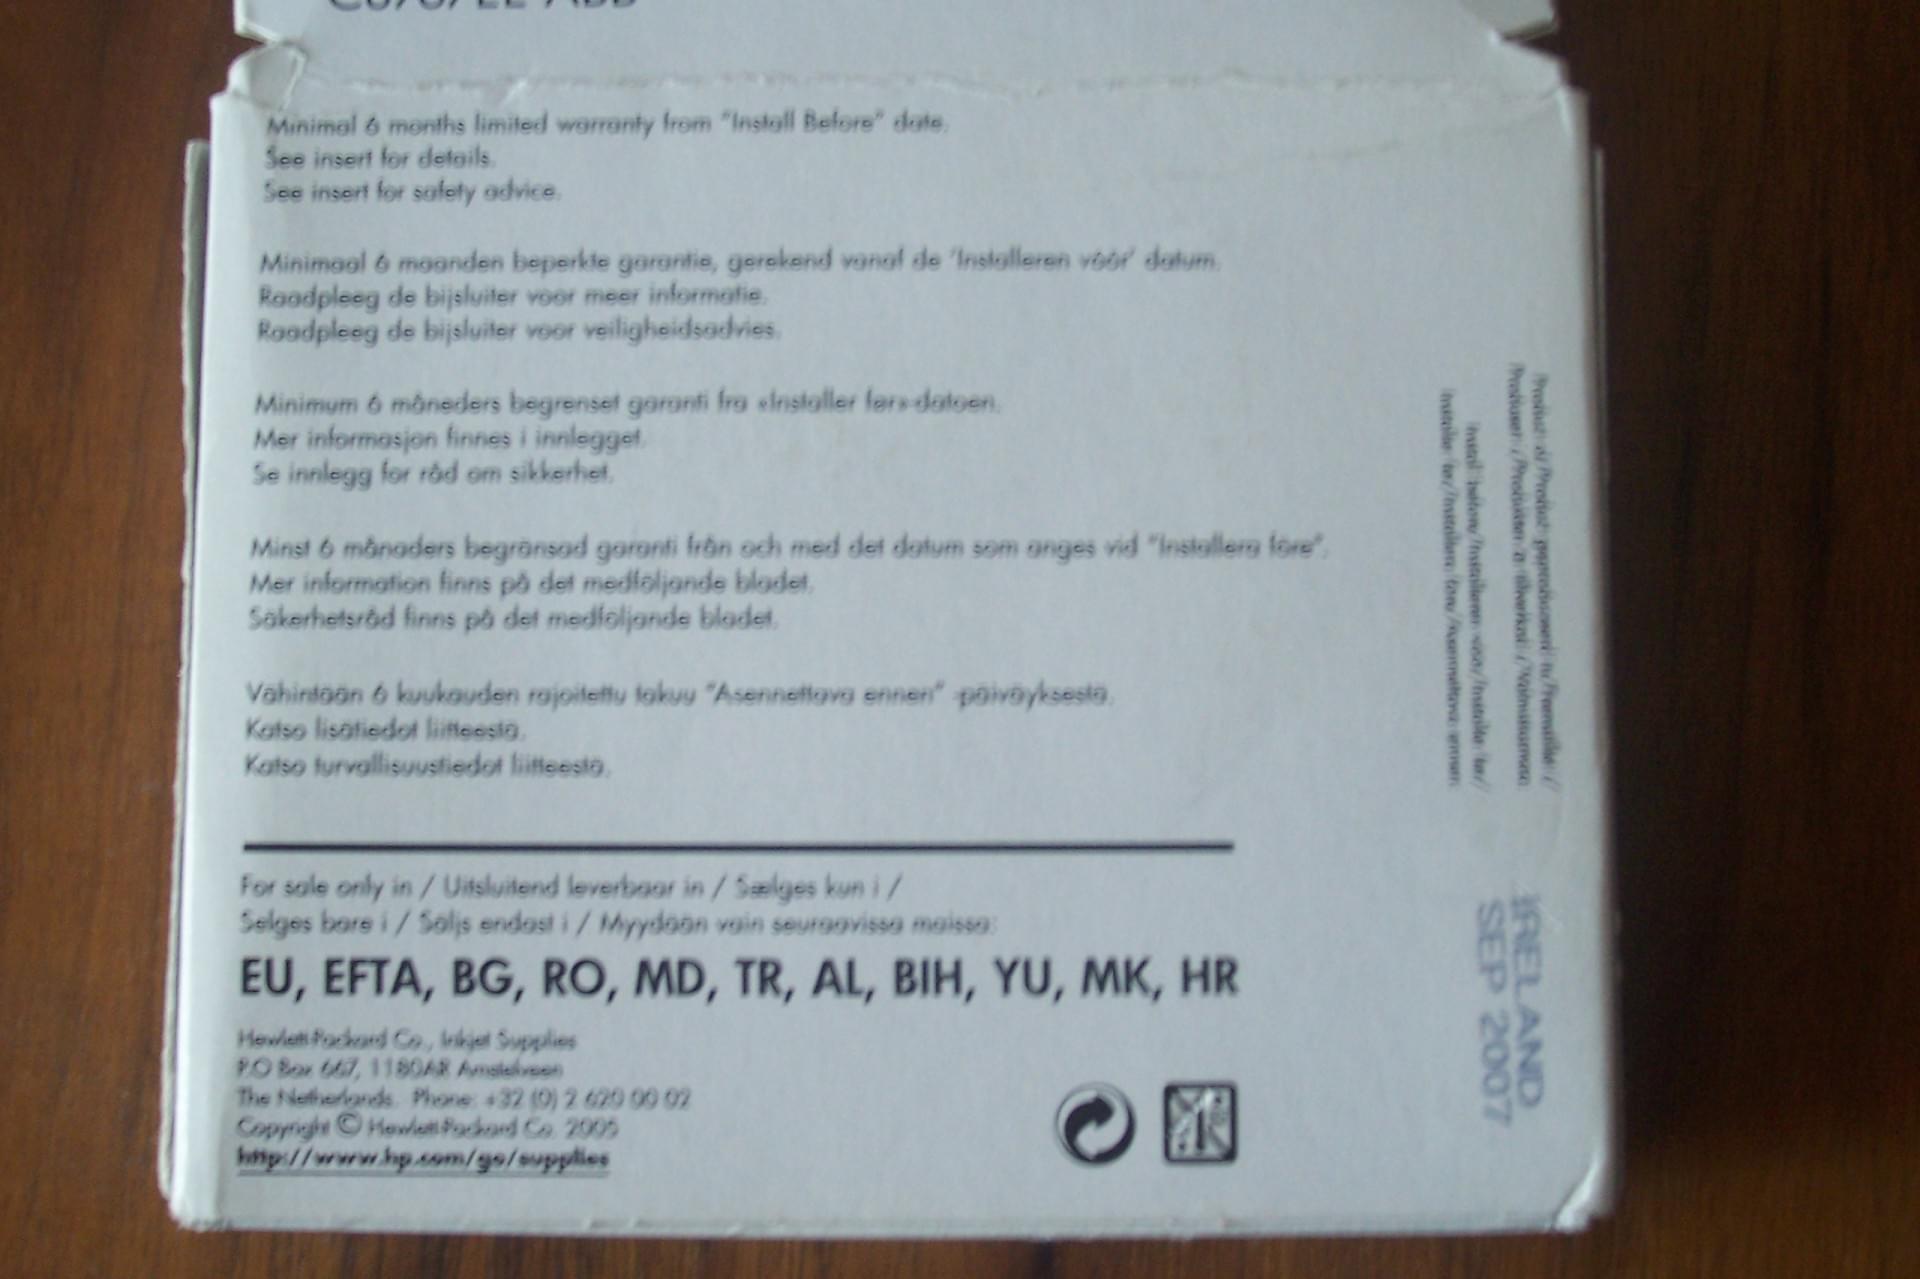 Minimal 6 months limited warranty from "Install Before" date.
See insert for details.
See insert for safety advice.
Minimaal 6 maanden beperkte garantie, gerekend vanaf de 'Installeren vóór' datum.
Raadpleeg de bijsluiter voor meer informatie.
Raadpleeg de bijsluiter voor veiligheidsadvies.
Minimum 6 måneders begrenset garanti fra «Installer før»-datoen.
Mer informasjon finnes i innlegget.
Se innlegg for råd om sikkerhet.
Minst 6 månaders begränsad garanti från och med det datum som anges vid "Installera före".
Mer information finns på det medföljande bladet.
Säkerhetsråd finns på det medföljande bladet.
Vähintään 6 kuukauden rajoitettu takuu "Asennettava ennen" -päiväyksestä.
Katso lisätiedot liitteestä.
Katso turvallisuustiedot liitteestä.
For sale only in / Uitsluitend leverbaar in / Sælges kun i /
Selges bare i / Säljs endast i / Myydään vain seuraavissa maissa:
EU, EFTA, BG, RO, MD, TR, AL, BIH, YU, MK, HR
Hewlett-Packard Co., Inkjet Supplies
P.O Box 667, 1180AR Amstelveen
The Netherlands. Phone: +32 (0) 2 620 00 02
Copyright © Hewlett-Packard Co. 2005
http://www.hp.com/go/supplies
IRELAND
SEP 2007